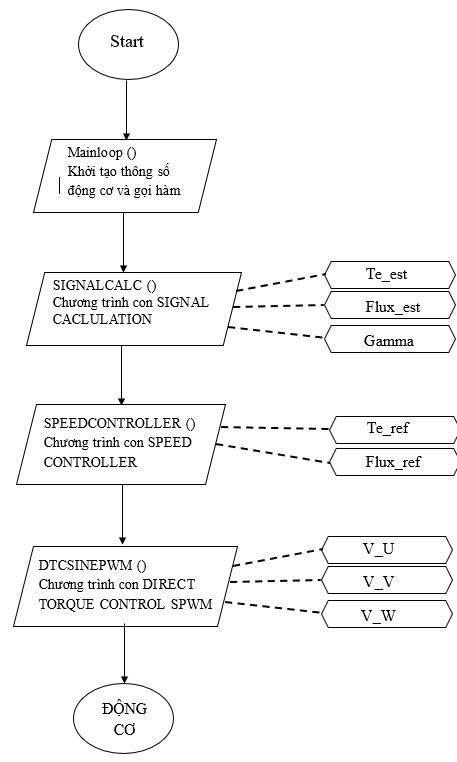 Start
Mainloop ()
Khởi tạo thông số
động cơ và gọi hàm
SIGNALCALC ()
Chương trình con SIGNAL
CACLULATION
Te_est
Flux_est
Gamma
SPEEDCONTROLLER ()
Chương trình con SPEED
CONTROLLER
Te_ref
Flux_ref
DTCSINEPWM ()
Chương trình con DIRECT
TORQUE CONTROL SPWM
V_U
V_V
V_W
ĐỘNG
CƠ